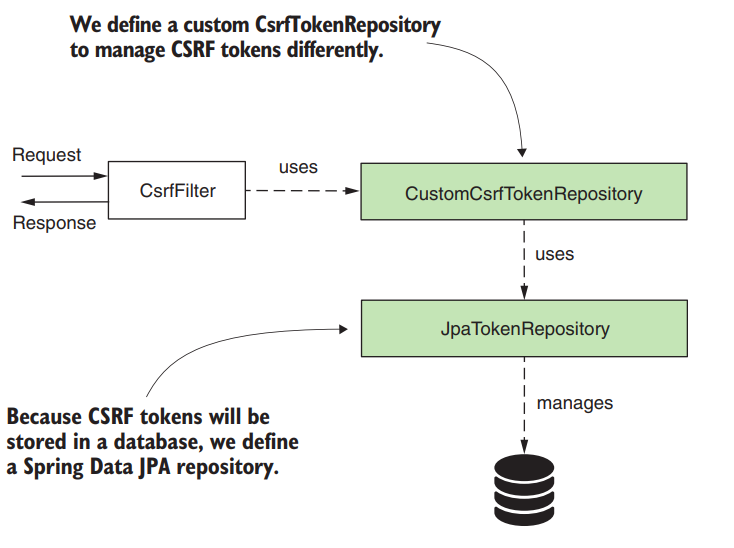 We define a custom CsrfTokenRepository
to manage CSRF tokens differently.
Request
CsrfFilter
uses
CustomCsrfTokenRepository
Response
uses
JpaTokenRepository
Because CSRF tokens will be
stored in a database, we define
a Spring Data JPA repository.
manages